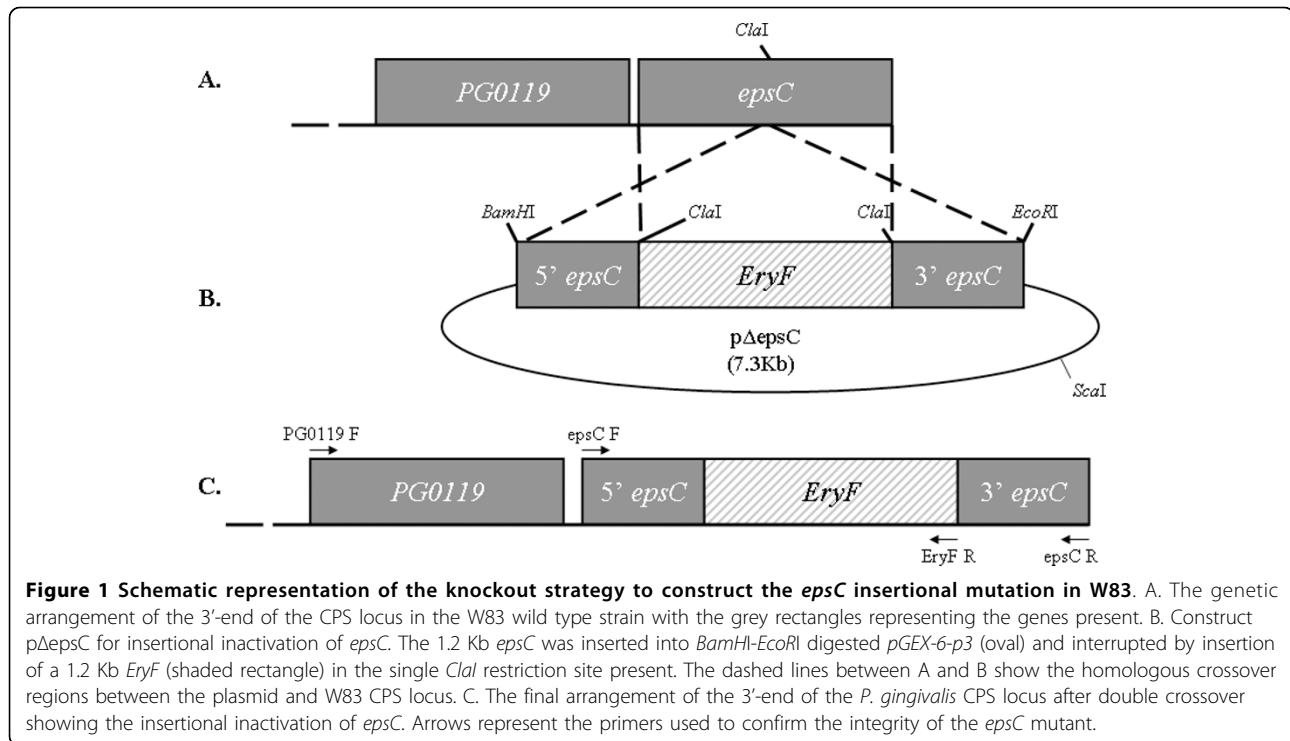 ClaI
A.
PG0119
epsC
BamHI
ClaI
ClaI
EcoRI
5’ epsC
EryF
3’ epsC
B.
pΔepsC
(7.3Kb)
ScaI
PG0119 F
epsC F
C.
PG0119
5’ epsC
EryF
3’ epsC
EryF R
epsC R
Figure 1 Schematic representation of the knockout strategy to construct the epsC insertional mutation in W83. A. The genetic
arrangement of the 3′-end of the CPS locus in the W83 wild type strain with the grey rectangles representing the genes present. B. Construct
pΔepsC for insertional inactivation of epsC. The 1.2 Kb epsC was inserted into BamHI-EcoRI digested pGEX-6-p3 (oval) and interrupted by insertion
of a 1.2 Kb EryF (shaded rectangle) in the single ClaI restriction site present. The dashed lines between A and B show the homologous crossover
regions between the plasmid and W83 CPS locus. C. The final arrangement of the 3′-end of the P. gingivalis CPS locus after double crossover
showing the insertional inactivation of epsC. Arrows represent the primers used to confirm the integrity of the epsC mutant.